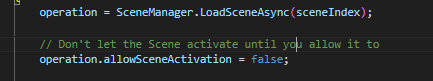 operation = SceneManager.LoadSceneAsync(sceneIndex);
// Don't let the Scene activate until you allow it to
operation.allowSceneActivation = false;